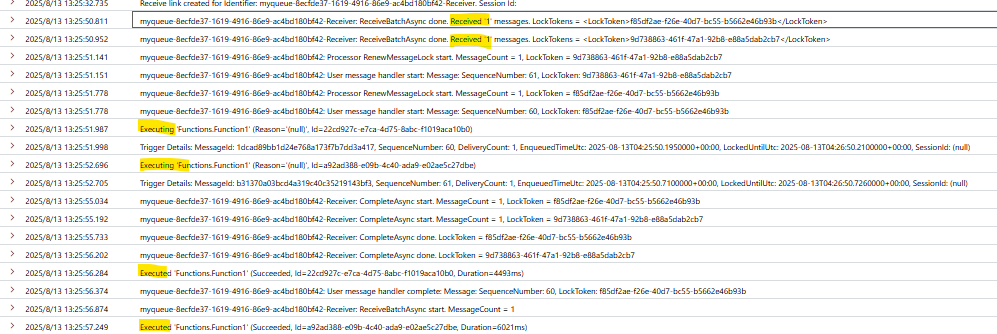 2025/8/13 13:25:32.735 Receive link created for Identifier: myqueue-8ecfde37-1619-4916-86e9-ac4bd180bf42-Receiver. Session Id:
2025/8/13 13:25:50.811 myqueue-8ecfde37-1619-4916-86e9-ac4bd180bf42-Receiver: ReceiveBatchAsync done. Received '1' messages. LockTokens = <LockToken>f85df2ae-f26e-40d7-bc55-b5662e46b93b</LockToken>
2025/8/13 13:25:50.952 myqueue-8ecfde37-1619-4916-86e9-ac4bd180bf42-Receiver: ReceiveBatchAsync done. Received '1' messages. LockTokens = <LockToken>9d738863-461f-47a1-92b8-e88a5dab2cb7</LockToken>
2025/8/13 13:25:51.141 myqueue-8ecfde37-1619-4916-86e9-ac4bd180bf42: Processor RenewMessageLock start. MessageCount = 1, LockToken = 9d738863-461f-47a1-92b8-e88a5dab2cb7
2025/8/13 13:25:51.151 myqueue-8ecfde37-1619-4916-86e9-ac4bd180bf42: User message handler start: Message: SequenceNumber: 61, LockToken: 9d738863-461f-47a1-92b8-e88a5dab2cb7
2025/8/13 13:25:51.778 myqueue-8ecfde37-1619-4916-86e9-ac4bd180bf42: Processor RenewMessageLock start. MessageCount = 1, LockToken = f85df2ae-f26e-40d7-bc55-b5662e46b93b
2025/8/13 13:25:51.778 myqueue-8ecfde37-1619-4916-86e9-ac4bd180bf42: User message handler start: Message: SequenceNumber: 60, LockToken: f85df2ae-f26e-40d7-bc55-b5662e46b93b
2025/8/13 13:25:51.987 Executing 'Functions.Function1' (Reason='(null)', Id=22cd927c-e7ca-4d75-8abc-f1019aca10b0)
2025/8/13 13:25:51.998 Trigger Details: MessageId: 1dcad89bb1d24e768a173f7b7dd3a417, SequenceNumber: 60, DeliveryCount: 1, EnqueuedTimeUtc: 2025-08-13T04:25:50.1950000+00:00, LockedUntilUtc: 2025-08-13T04:26:50.2110000+00:00, SessionId: (null)
2025/8/13 13:25:52.696 Executing 'Functions.Function1' (Reason='(null)', Id=a92ad388-e09b-4c40-ada9-e02ae5c27dbe)
2025/8/13 13:25:52.705 Trigger Details: MessageId: b31370a03bcd4a319c40c35219143bf3, SequenceNumber: 61, DeliveryCount: 1, EnqueuedTimeUtc: 2025-08-13T04:25:50.7100000+00:00, LockedUntilUtc: 2025-08-13T04:26:50.7260000+00:00, SessionId: (null)
2025/8/13 13:25:55.034 myqueue-8ecfde37-1619-4916-86e9-ac4bd180bf42-Receiver: CompleteAsync start. MessageCount = 1, LockToken = f85df2ae-f26e-40d7-bc55-b5662e46b93b
2025/8/13 13:25:55.192 myqueue-8ecfde37-1619-4916-86e9-ac4bd180bf42-Receiver: CompleteAsync start. MessageCount = 1, LockToken = 9d738863-461f-47a1-92b8-e88a5dab2cb7
2025/8/13 13:25:55.733 myqueue-8ecfde37-1619-4916-86e9-ac4bd180bf42-Receiver: CompleteAsync done. LockToken = f85df2ae-f26e-40d7-bc55-b5662e46b93b
2025/8/13 13:25:56.202 myqueue-8ecfde37-1619-4916-86e9-ac4bd180bf42-Receiver: CompleteAsync done. LockToken = 9d738863-461f-47a1-92b8-e88a5dab2cb7
2025/8/13 13:25:56.284 Executed 'Functions.Function1' (Succeeded, Id=22cd927c-e7ca-4d75-8abc-f1019aca10b0, Duration=4493ms)
2025/8/13 13:25:56.374 myqueue-8ecfde37-1619-4916-86e9-ac4bd180bf42: User message handler complete: Message: SequenceNumber: 60, LockToken: f85df2ae-f26e-40d7-bc55-b5662e46b93b
2025/8/13 13:25:56.874 myqueue-8ecfde37-1619-4916-86e9-ac4bd180bf42-Receiver: ReceiveBatchAsync start. MessageCount = 1
2025/8/13 13:25:57.249 Executed 'Functions.Function1' (Succeeded, Id=a92ad388-e09b-4c40-ada9-e02ae5c27dbe, Duration=6021ms)